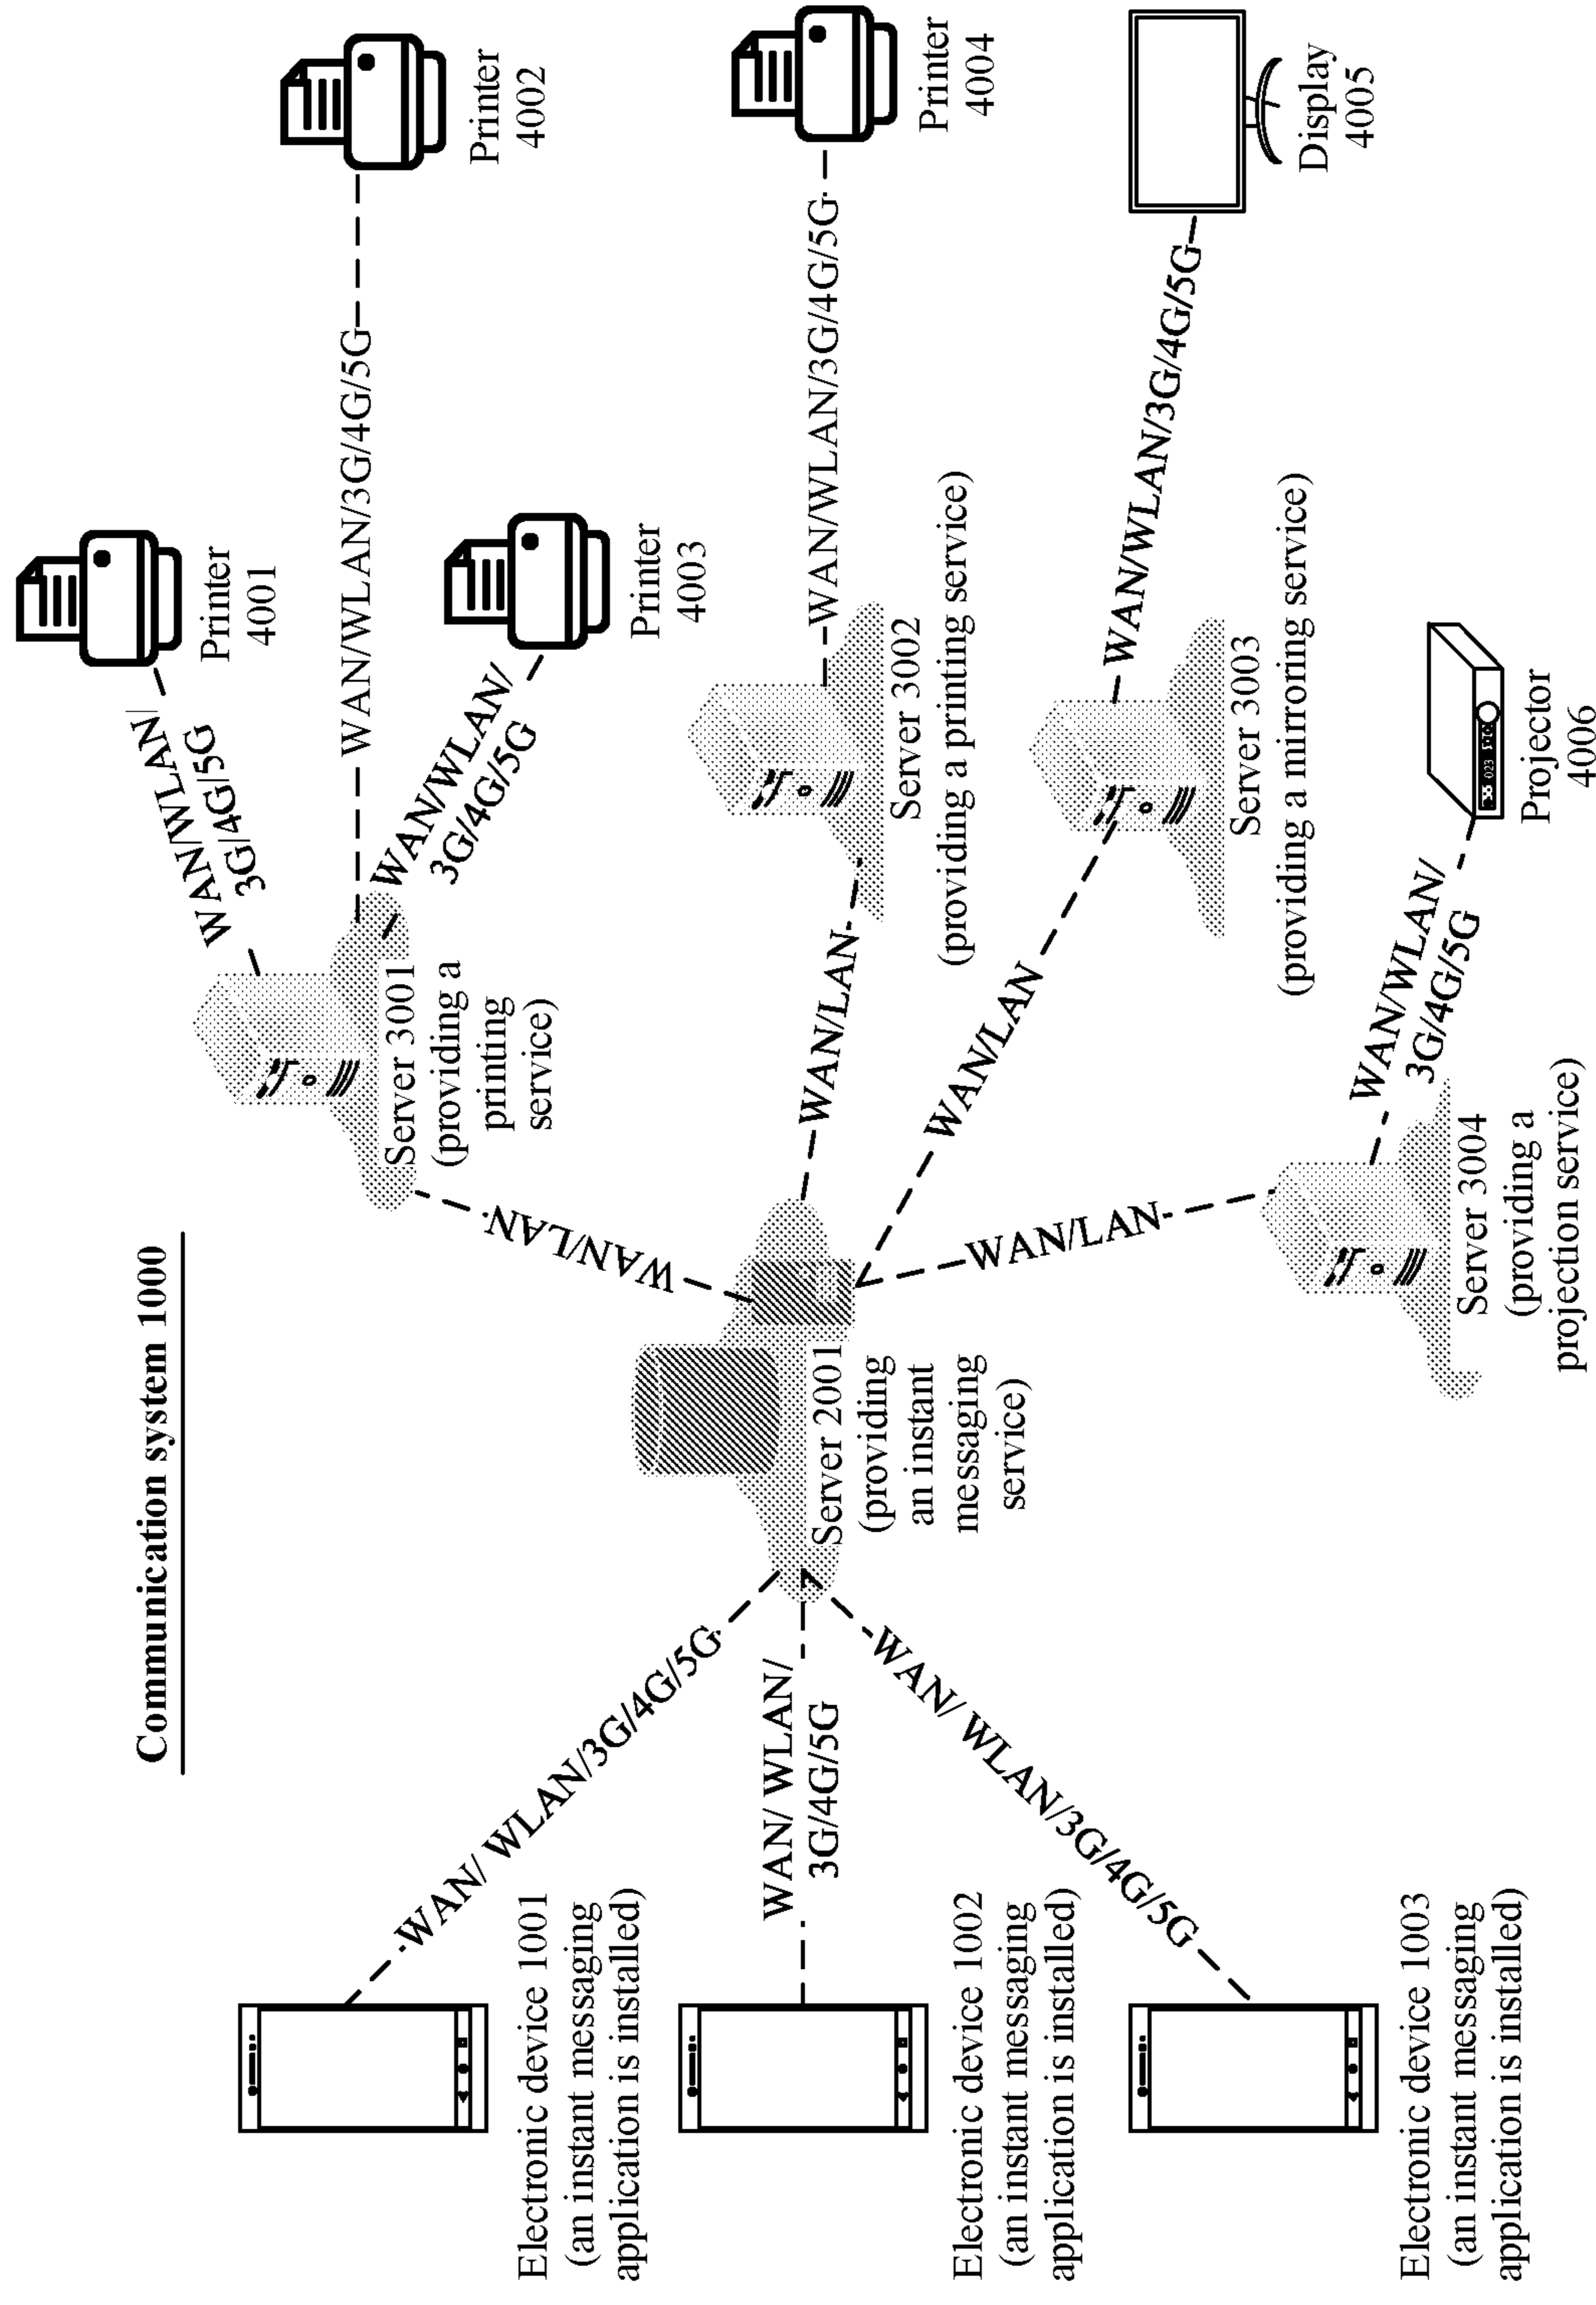 Communication system 1000
Electronic device 1001
(an instant messaging
application is installed)
WAN/ WLAN/3G/4G/5G
Electronic device 1002
(an instant messaging
application is installed)
WAN/ WLAN/
3G/4G/5G
Electronic device 1003
(an instant messaging
application is installed)
WAN/ WLAN/3G/4G/5G
Server 2001
(providing
an instant
messaging
service)
WAN/LAN
WAN/LAN
WAN/LAN
WAN/LAN
Server 3001
(providing a
printing
service)
WAN/WLAN
3G/4G/5G
Printer
4001
WAN/WLAN/3G/4G/5G
Printer
4002
WAN/WLAN/
3G/4G/5G
Printer
4003
Server 3002
(providing a printing service)
WAN/WLAN/3G/4G/5G
Printer
4004
Server 3003
(providing a mirroring service)
WAN/WLAN/3G/4G/5G
Display
4005
Server 3004
(providing a
projection service)
WAN/WLAN/
3G/4G/5G
023
Projector
4006